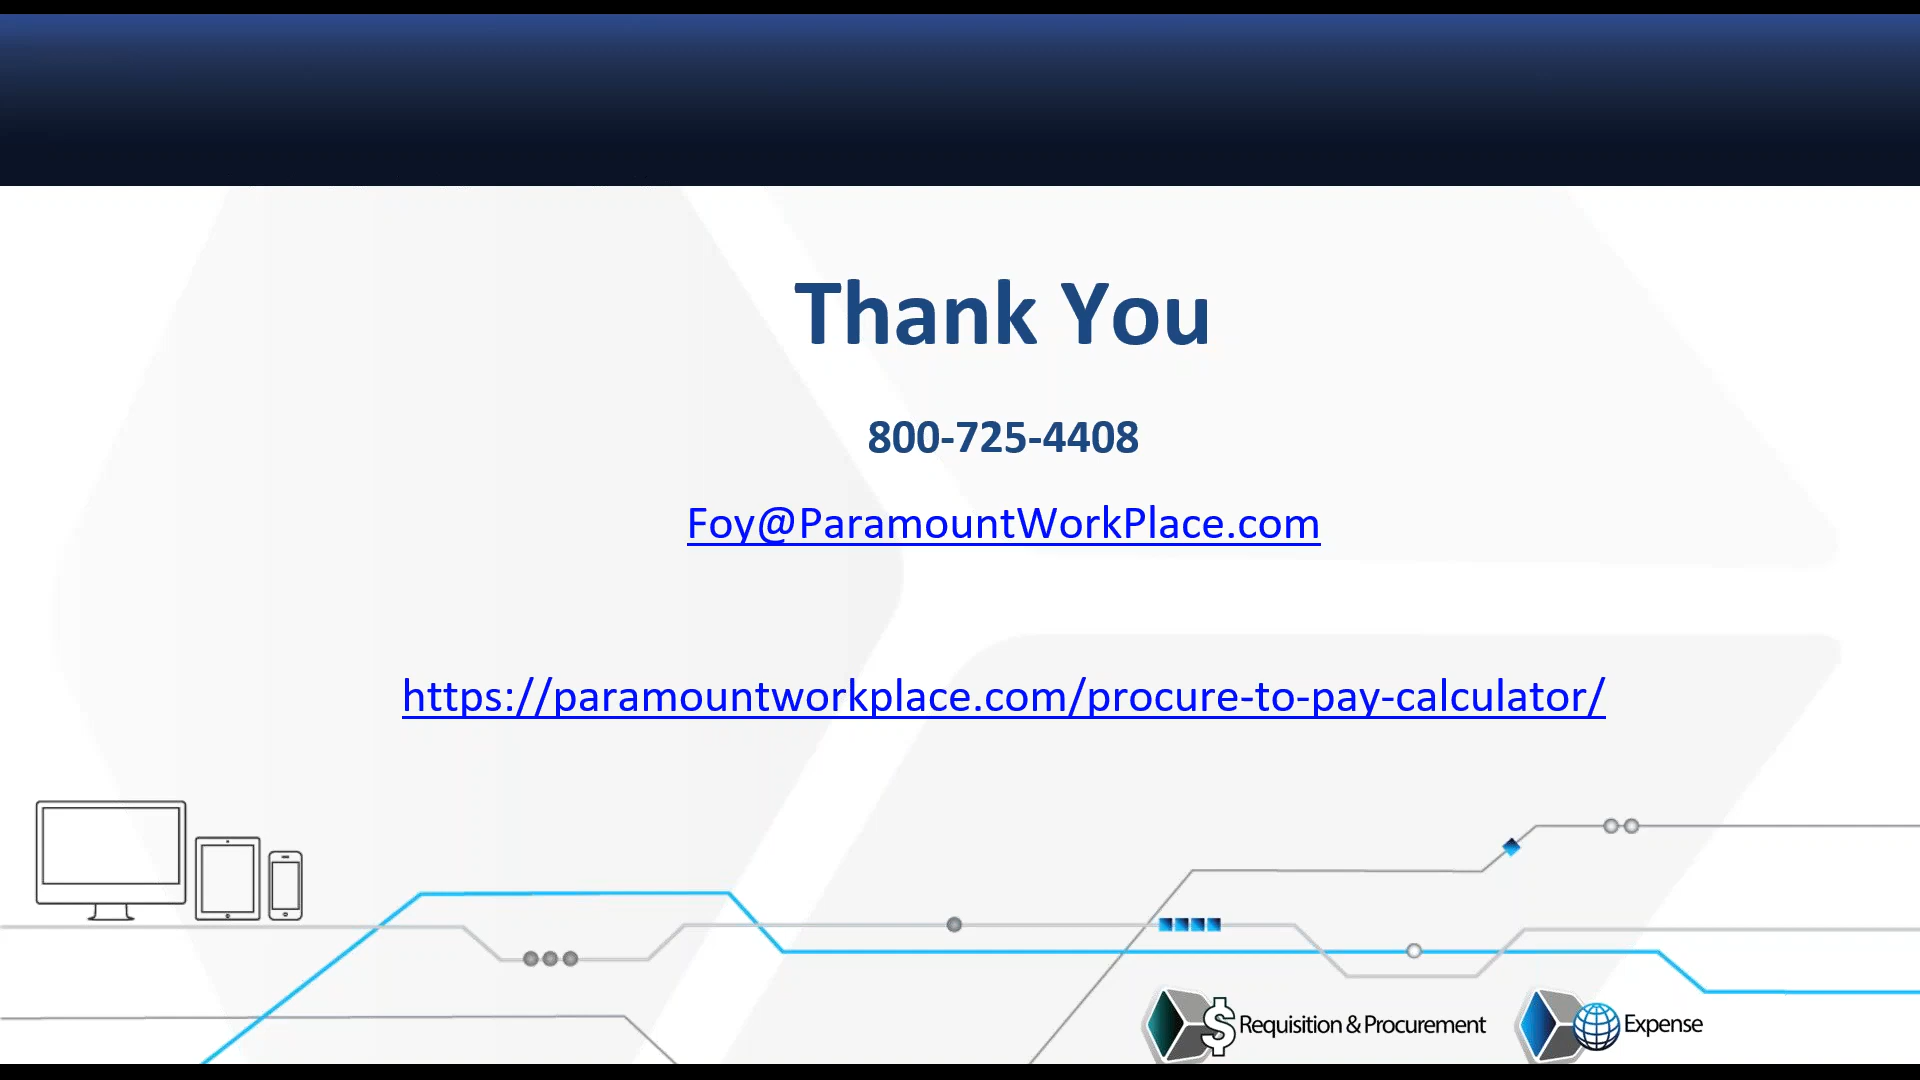 Thank You
800-725-4408
Foy@ParamountWorkPlace.com
https://paramountworkplace.com/procure-to-pay-calculator/
$ Requisition & Procurement
Expense